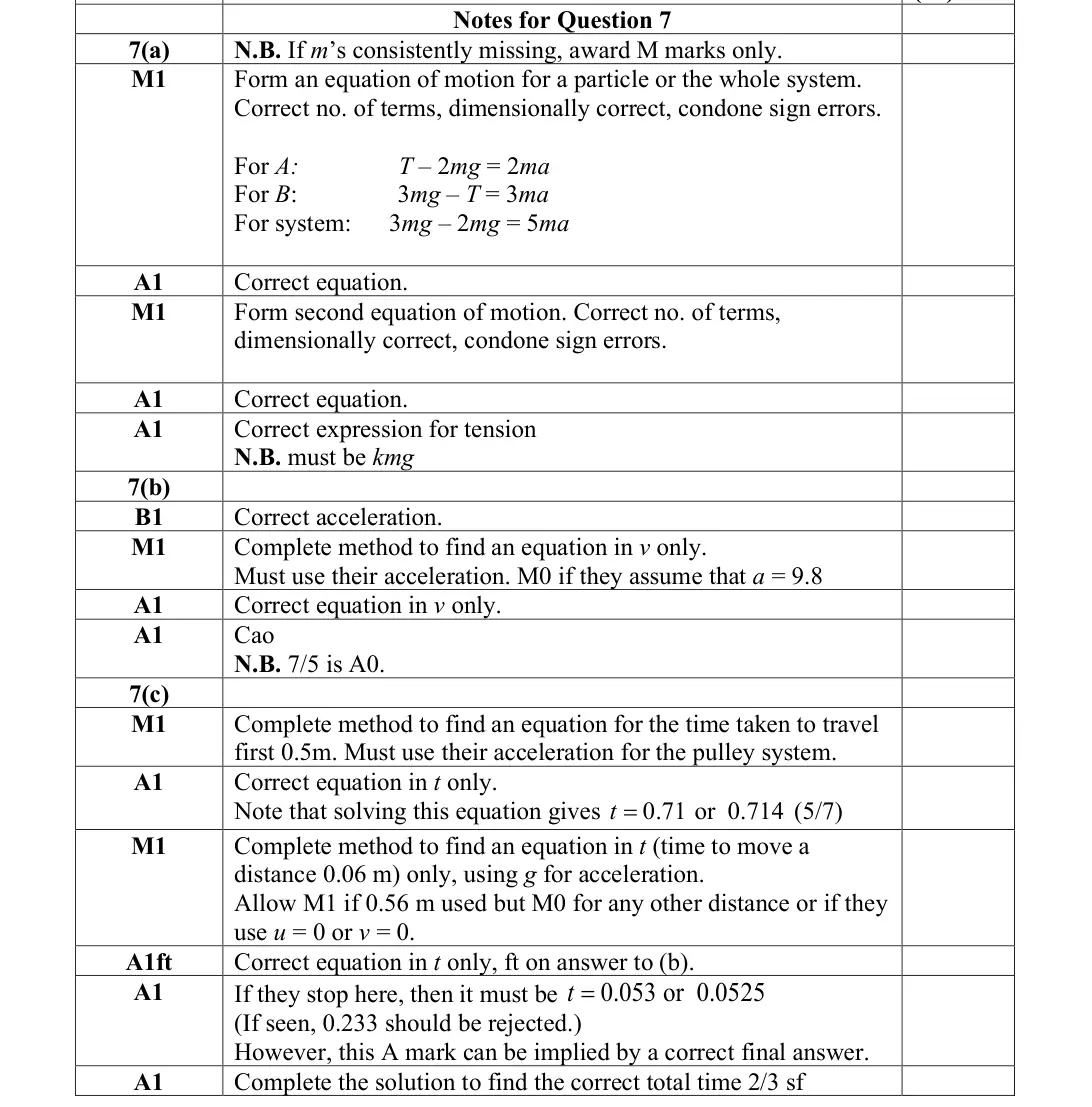 Notes for Question 7
7(a) N.B. If m's consistently missing, award M marks only.
M1 Form an equation of motion for a particle or the whole system.
Correct no. of terms, dimensionally correct, condone sign errors.
For A: T – 2mg = 2ma
For B: 3mg – T = 3ma
For system: 3mg – 2mg = 5ma
A1 Correct equation.
M1 Form second equation of motion. Correct no. of terms,
dimensionally correct, condone sign errors.
A1 Correct equation.
A1 Correct expression for tension
N.B. must be kmg
7(b)
B1 Correct acceleration.
M1 Complete method to find an equation in v only.
Must use their acceleration. M0 if they assume that a = 9.8
A1 Correct equation in v only.
A1 Cao
N.B. 7/5 is A0.
7(c)
M1 Complete method to find an equation for the time taken to travel
first 0.5m. Must use their acceleration for the pulley system.
A1 Correct equation in t only.
Note that solving this equation gives t = 0.71 or 0.714 (5/7)
M1 Complete method to find an equation in t (time to move a
distance 0.06 m) only, using g for acceleration.
Allow M1 if 0.56 m used but M0 for any other distance or if they
use u = 0 or v = 0.
A1ft Correct equation in t only, ft on answer to (b).
A1 If they stop here, then it must be t = 0.053 or 0.0525
(If seen, 0.233 should be rejected.)
However, this A mark can be implied by a correct final answer.
A1 Complete the solution to find the correct total time 2/3 sf